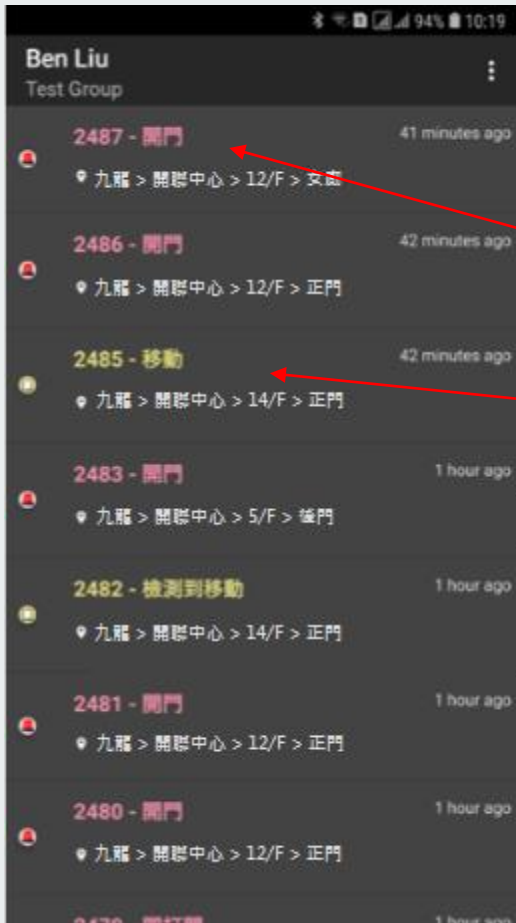 94% 10:19
Ben Liu
Test Group
2487 - 開門 41 minutes ago
九龍 > 開聯中心 > 12/F > 女廁
2486 - 開門 42 minutes ago
九龍 > 開聯中心 > 12/F > 正門
2485 - 移動 42 minutes ago
九龍 > 開聯中心 > 14/F > 正門
2483 - 開門 1 hour ago
九龍 > 開聯中心 > 5/F > 後門
2482 - 檢測到移動 1 hour ago
九龍 > 開聯中心 > 14/F > 正門
2481 - 開門 1 hour ago
九龍 > 開聯中心 > 12/F > 正門
2480 - 開門 1 hour ago
九龍 > 開聯中心 > 12/F > 正門
1 hour ago